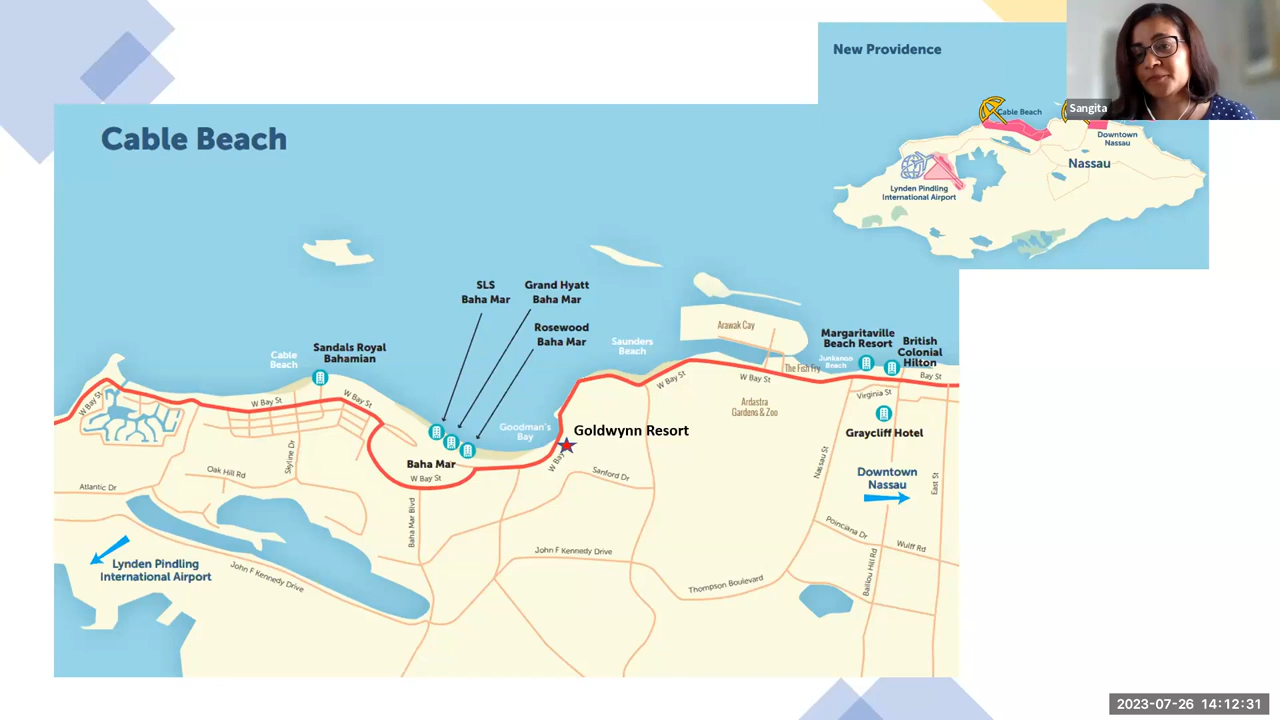 New Providence
Sangita
Cable Beach
Downtown
Nassau
Nassau
Lynden Pindling
International Airport
Cable Beach
SLS
Baha Mar
Grand Hyatt
Baha Mar
Rosewood
Baha Mar
Saunders
Beach
Arawak Cay
Margaritaville
Beach Resort
British
Colonial
Hilton
Cable
Beach
Sandals Royal
Bahamian
Junkanoo
Beach
The Fish Fry
W Bay St
W Bay St
W Bay St
W Bay St
W Bay St
Bay St
Virginia St
Ardastra
Gardens & Zoo
Goodman's
Bay
Goldwynn Resort
Graycliff Hotel
Baha Mar
W Bay
W Bay St
Skyline Dr
Oak Hill Rd
Sanford Dr
Nassau St
Downtown
Nassau
East St
Atlantic Dr
Baha Mar Blvd
Poinciana Dr
Wulff Rd
John F Kennedy Drive
Lynden Pindling
International Airport
John F Kennedy Drive
Thompson Boulevard
Baillou Hill Rd
2023-07-26 14:12:31